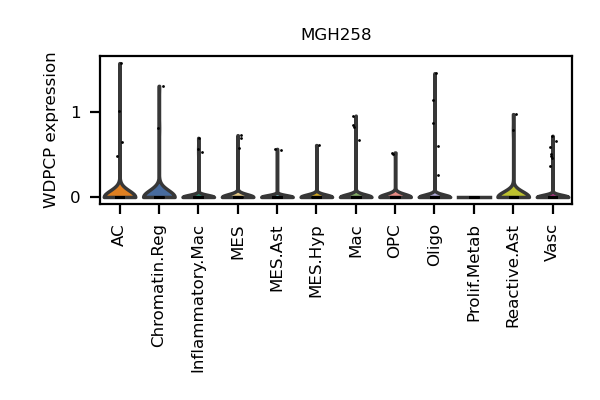 MGH258
WDPCP expression
1
0
AC
Chromatin.Reg
Inflammatory.Mac
MES
MES.Ast
MES.Hyp
Mac
OPC
Oligo
Prolif.Metab
Reactive.Ast
Vasc